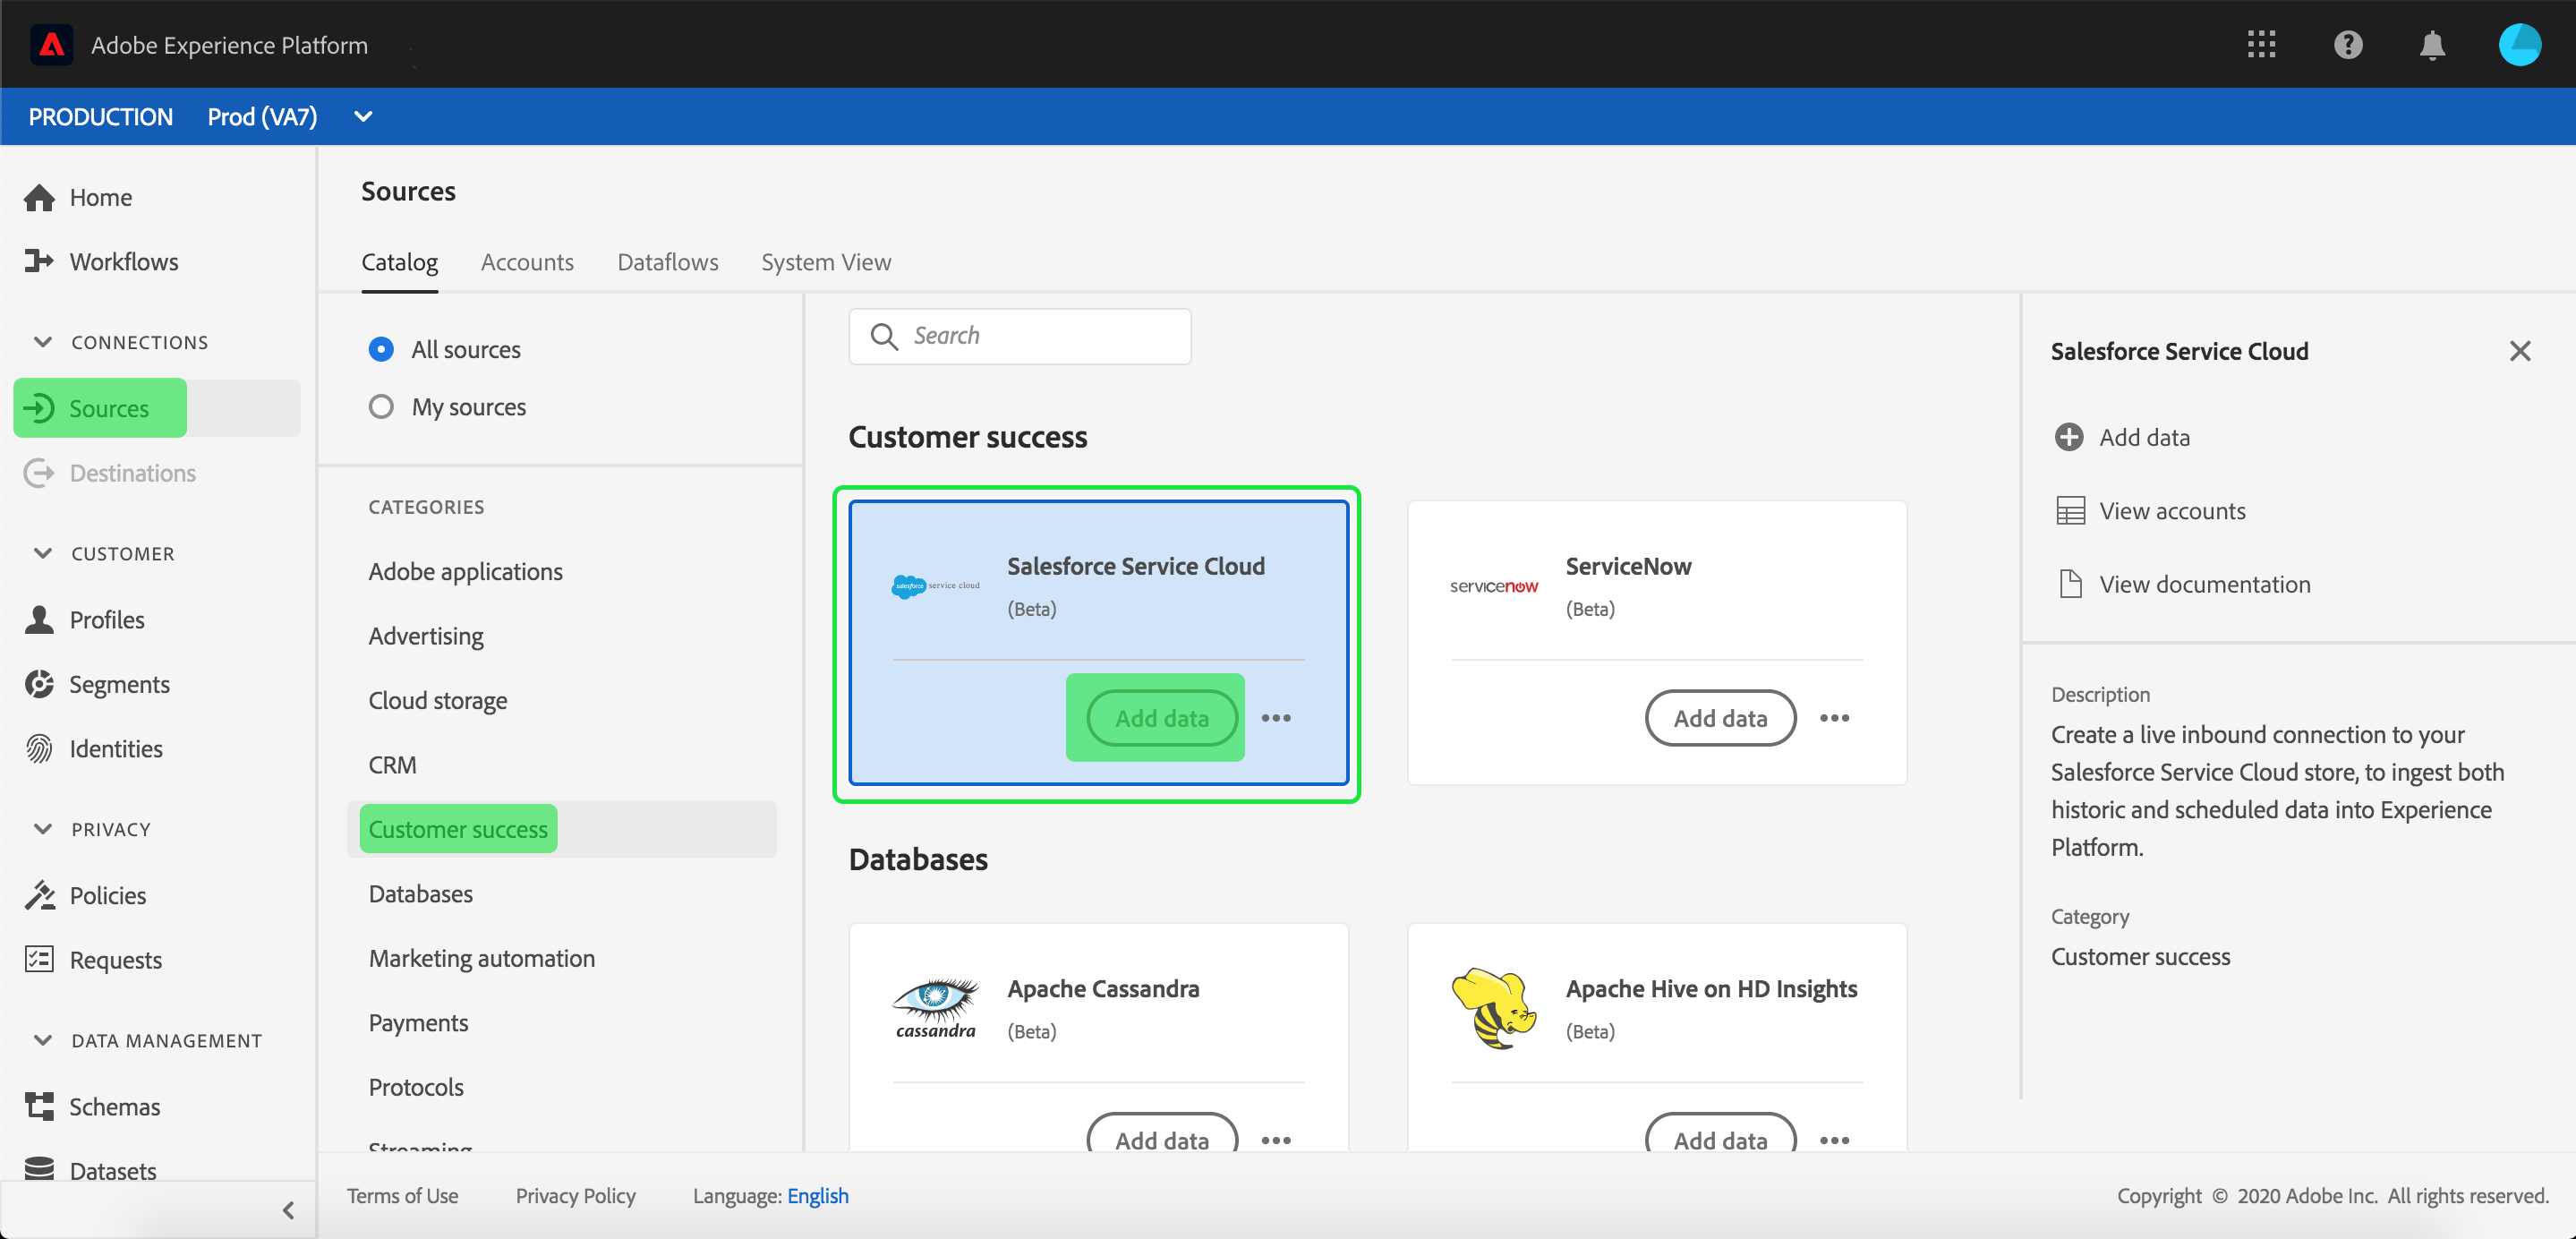 Adobe Experience Platform
PRODUCTION Prod (VA7)
Home
Workflows
CONNECTIONS
Sources
Destinations
CUSTOMER
Profiles
Segments
Identities
PRIVACY
Policies
Requests
DATA MANAGEMENT
Schemas
Datasets
Sources
Catalog Accounts Dataflows System View
All sources
My sources
CATEGORIES
Adobe applications
Advertising
Cloud storage
CRM
Customer success
Databases
Marketing automation
Payments
Protocols
Streaming
Search
Customer success
salesforce service cloud
Salesforce Service Cloud
(Beta)
Add data
servicenow
ServiceNow
(Beta)
Add data
Databases
cassandra
Apache Cassandra
(Beta)
Add data
Apache Hive on HD Insights
(Beta)
Add data
Salesforce Service Cloud
Add data
View accounts
View documentation
Description
Create a live inbound connection to your
Salesforce Service Cloud store, to ingest both
historic and scheduled data into Experience
Platform.
Category
Customer success
Terms of Use Privacy Policy Language: English
Copyright © 2020 Adobe Inc. All rights reserved.